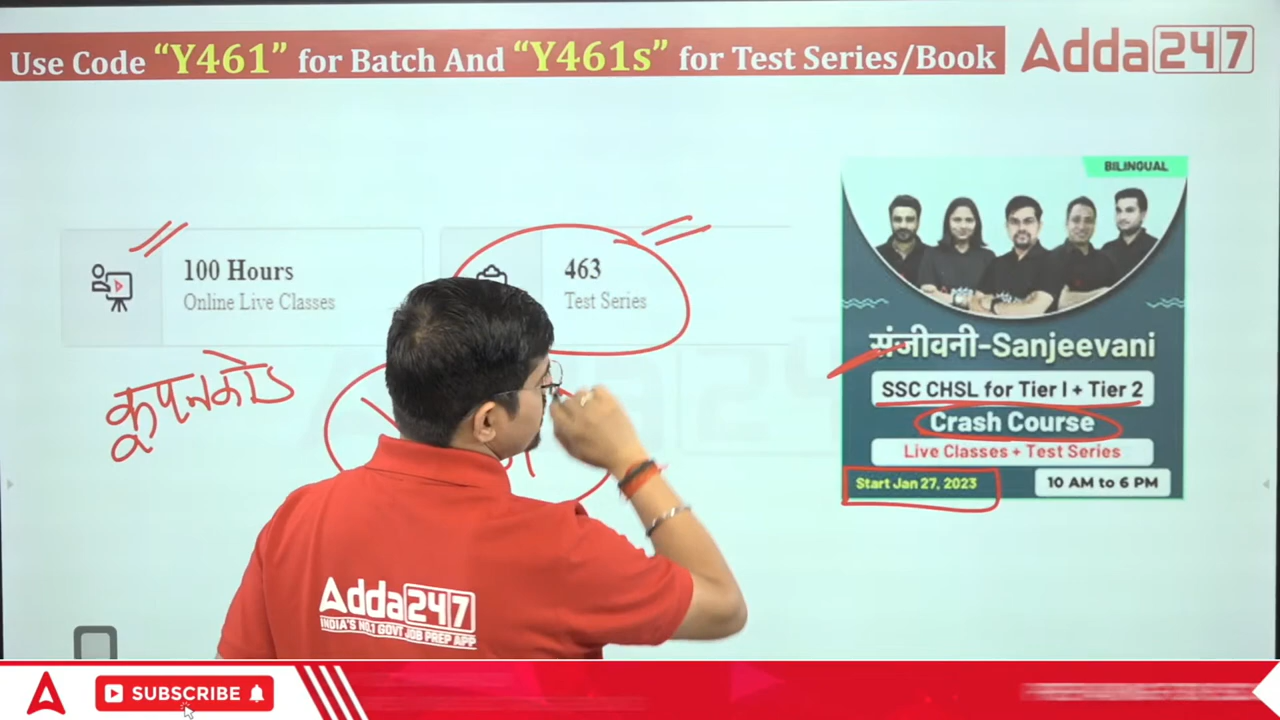 Use Code “Y461” for Batch And “Y461s” for Test Series/Book
Adda247
BILINGUAL
100 Hours
Online Live Classes
463
Test Series
संजीवनी-Sanjeevani
SSC CHSL for Tier I + Tier 2
Crash Course
Live Classes + Test Series
Start Jan 27, 2023
10 AM to 6 PM
कूपन कोड
Adda247
INDIA'S NO.1 GOVT JOB PREP APP
SUBSCRIBE